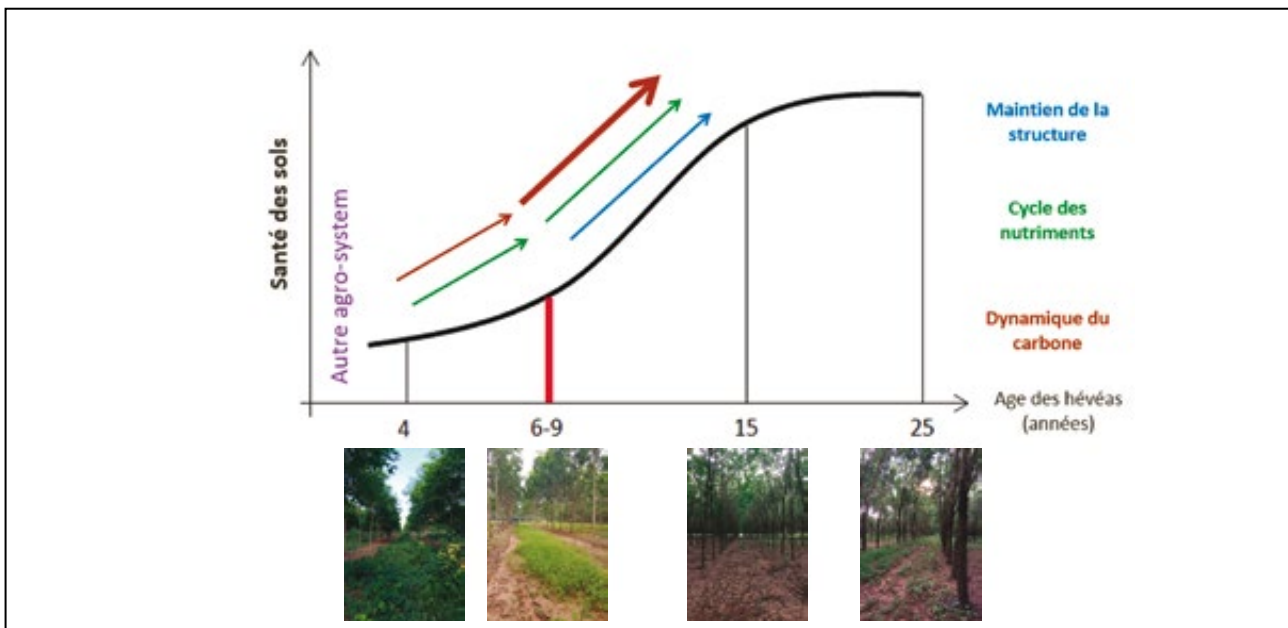 Santé des sols
Autre agro-system
Maintien de la
structure
Cycle des
nutriments
Dynamique du
carbone
Age des hévéas
(années)
4
6-9
15
25